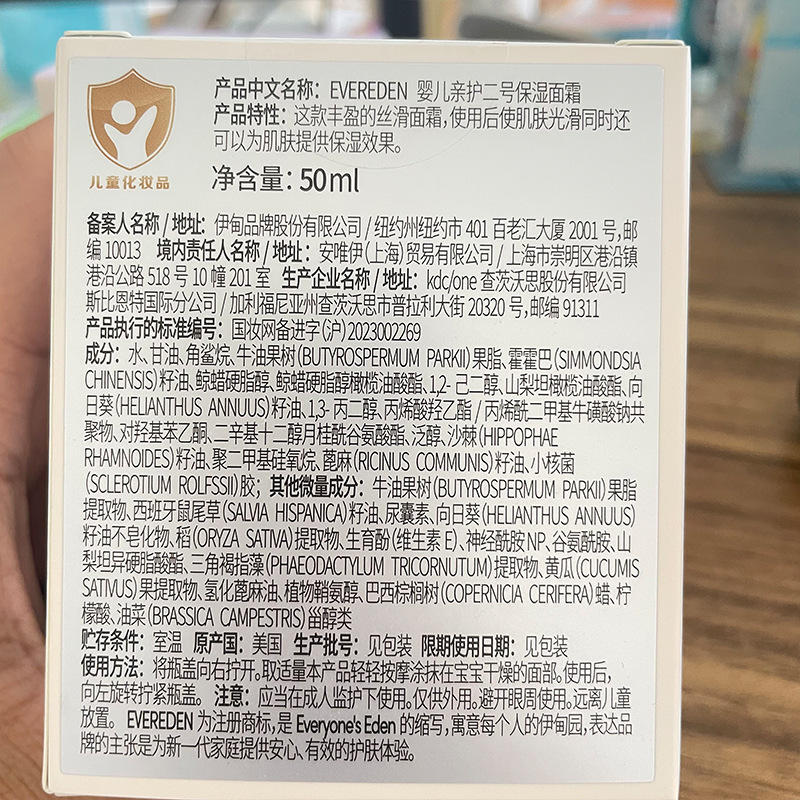 儿童化妆品
产品中文名称：EVEREDEN 婴儿亲护二号保湿面霜
产品特性：这款丰盈的丝滑面霜，使用后使肌肤光滑同时还
可以为肌肤提供保湿效果。
净含量：50ml
备案人名称/地址：伊甸品牌股份有限公司/纽约州纽约市 401 百老汇大厦 2001 号,邮
编 10013 境内责任人名称/地址：安唯伊(上海)贸易有限公司/上海市崇明区港沿镇
港沿公路 518 号 10 幢 201 室 生产企业名称/地址：kdc/one 查茨沃思股份有限公司
斯比恩特国际分公司/加利福尼亚州查茨沃思市普拉利大街 20320 号,邮编 91311
产品执行的标准编号：国妆网备进字(沪)2023002269
成分：水、甘油、角鲨烷、牛油果树(BUTYROSPERMUM PARKII)果脂、霍霍巴(SIMMONDSIA
CHINENSIS)籽油、鲸蜡硬脂醇、鲸蜡硬脂醇橄榄油酸酯、1,2-己二醇、山梨坦橄榄油酸酯、向
日葵(HELIANTHUS ANNUUS)籽油、1,3-丙二醇、丙烯酸羟乙酯/丙烯酰二甲基牛磺酸钠共
聚物、对羟基苯乙酮、二辛基十二醇月桂酰谷氨酸酯、泛醇、沙棘(HIPPOPHAE
RHAMNOIDES)籽油、聚二甲基硅氧烷、蓖麻(RICINUS COMMUNIS)籽油、小核菌
(SCLEROTIUM ROLFSSII)胶；其他微量成分：牛油果树(BUTYROSPERMUM PARKII)果脂
提取物、西班牙鼠尾草(SALVIA HISPANICA)籽油、尿囊素、向日葵(HELIANTHUS ANNUUS)
籽油不皂化物、稻(ORYZA SATIVA)提取物、生育酚(维生素 E)、神经酰胺 NP、谷氨酰胺、山
梨坦异硬脂酸酯、三角褐指藻(PHAEODACTYLUM TRICORNUTUM)提取物、黄瓜(CUCUMIS
SATIVUS)果提取物、氢化蓖麻油、植物鞘氨醇、巴西棕榈树(COPERNICIA CERIFERA)蜡、柠
檬酸、油菜(BRASSICA CAMPESTRIS)甾醇类
贮存条件：室温 原产国：美国 生产批号：见包装 限期使用日期：见包装
使用方法：将瓶盖向右拧开。取适量本产品轻轻按摩涂抹在宝宝干燥的面部。使用后，
向左旋转拧紧瓶盖。注意：应当在成人监护下使用。仅供外用。避开眼周使用。远离儿童
放置。EVEREDEN 为注册商标，是 Everyone's Eden 的缩写，寓意每个人的伊甸园，表达品
牌的主张是为新一代家庭提供安心、有效的护肤体验。